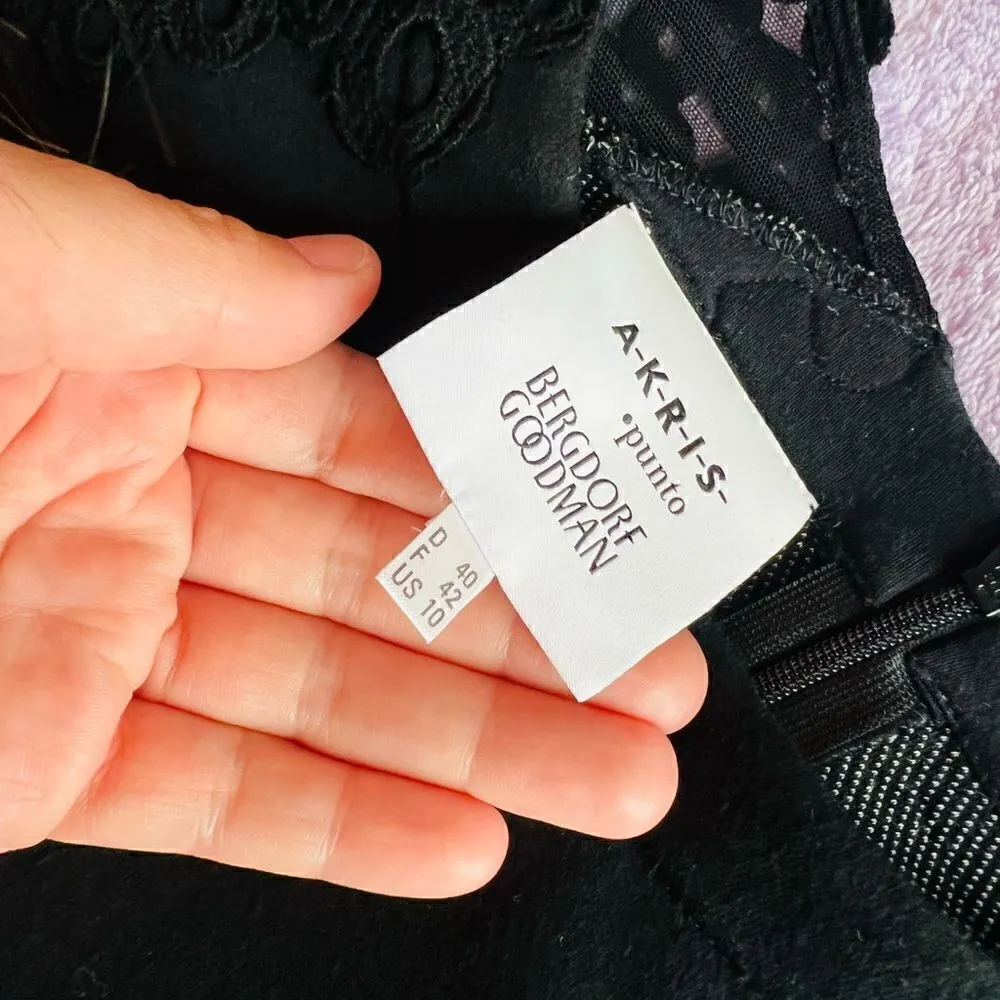 A-K-R-I-S-
•punto
BERGDORF
GOODMAN
D 40
F 42
US 10